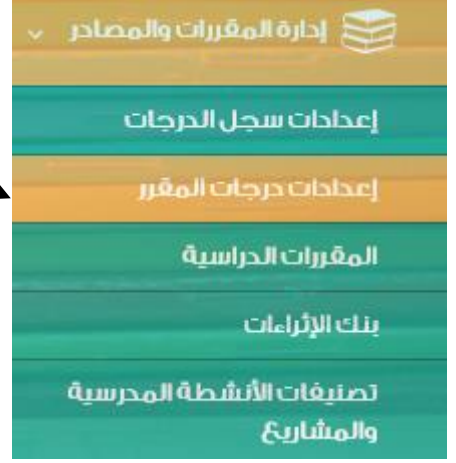 إدارة المقررات والمصادر
إعدادات سجل الدرجات
إعدادات درجات المقرر
المقررات الدراسية
بنك الإثراءات
تصنيفات الأنشطة المدرسية
والمشاريع